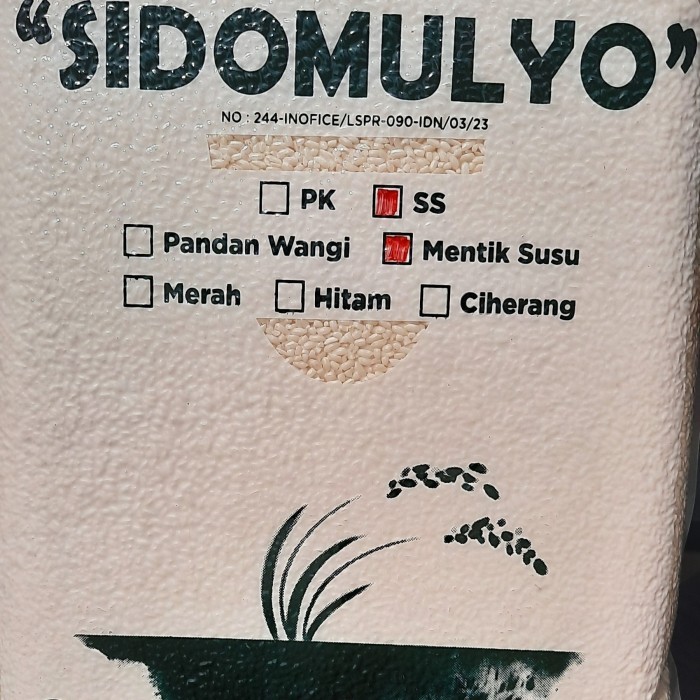 "SIDOMULYO"
NO : 244-INOFICE/LSPR-090-IDN/03/23
PK SS
Pandan Wangi Mentik Susu
Merah Hitam Ciherang